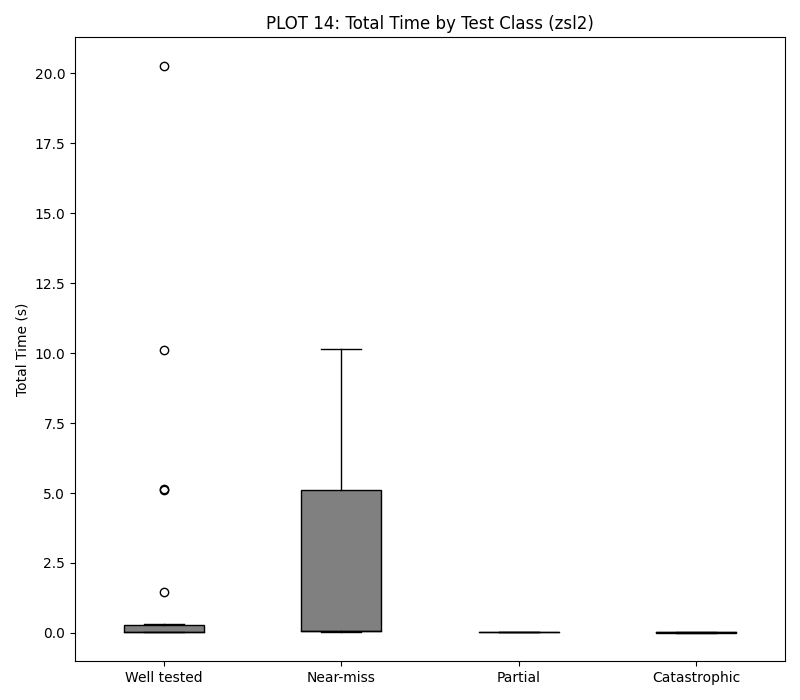 PLOT 14: Total Time by Test Class (zsl2)
Total Time (s)
20.0
17.5
15.0
12.5
10.0
7.5
5.0
2.5
0.0
Well tested
Near-miss
Partial
Catastrophic